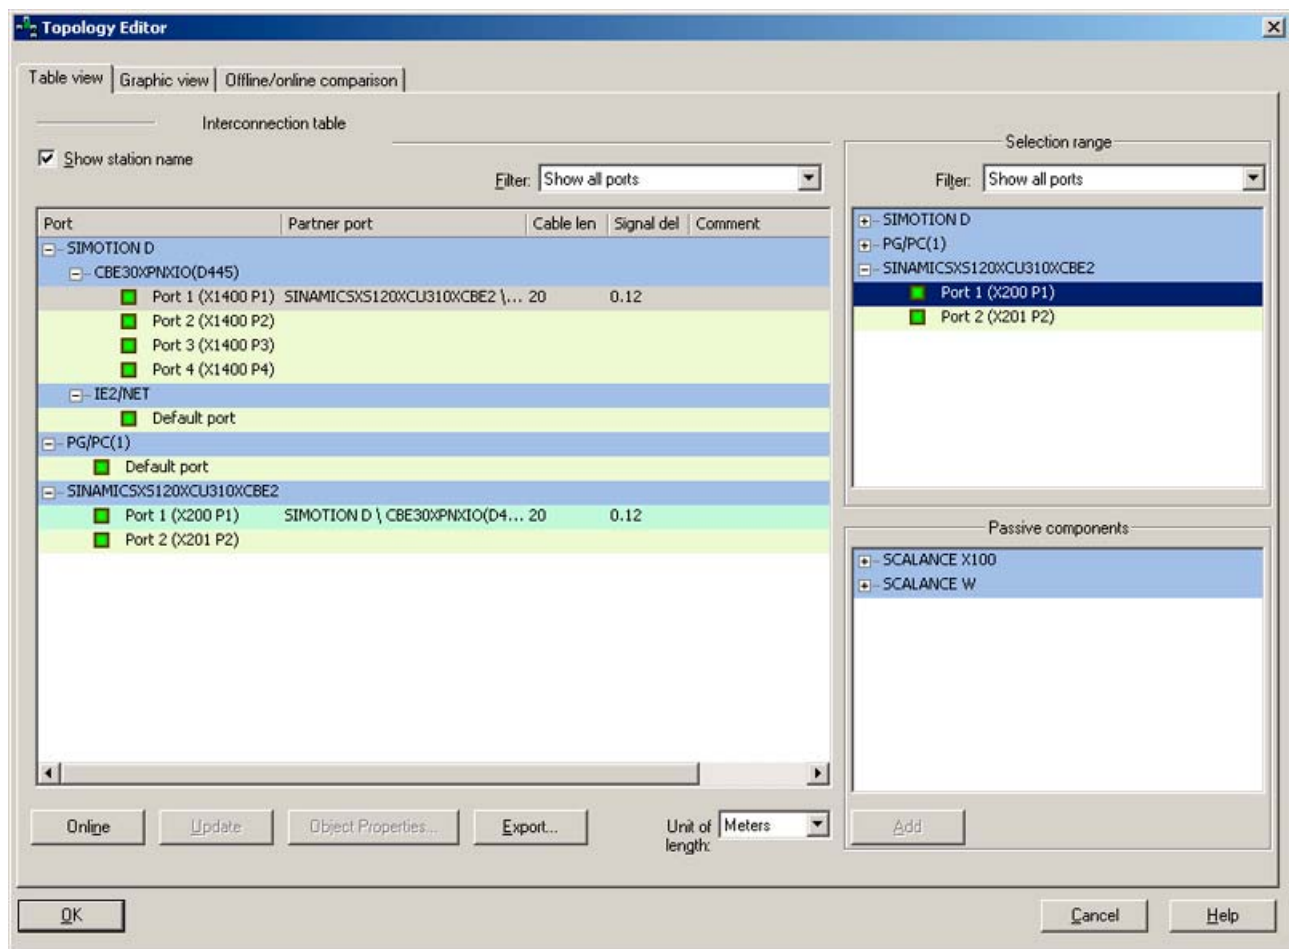 Topology Editor
Table view Graphic view Offline/online comparison
Interconnection table
Show station name
Filter: Show all ports
Port Partner port Cable len Signal del Comment
SIMOTION D
CBE30XPNXIO(D445)
Port 1 (X1400 P1) SINAMICSXS120XCU310XCBE2 \... 20 0.12
Port 2 (X1400 P2)
Port 3 (X1400 P3)
Port 4 (X1400 P4)
IE2/NET
Default port
PG/PC(1)
Default port
SINAMICSXS120XCU310XCBE2
Port 1 (X200 P1) SIMOTION D \ CBE30XPNXIO(D4... 20 0.12
Port 2 (X201 P2)
Online Update Object Properties... Export... Unit of length: Meters
Selection range
Filter: Show all ports
SIMOTION D
PG/PC(1)
SINAMICSXS120XCU310XCBE2
Port 1 (X200 P1)
Port 2 (X201 P2)
Passive components
SCALANCE X100
SCALANCE W
Add
OK Cancel Help